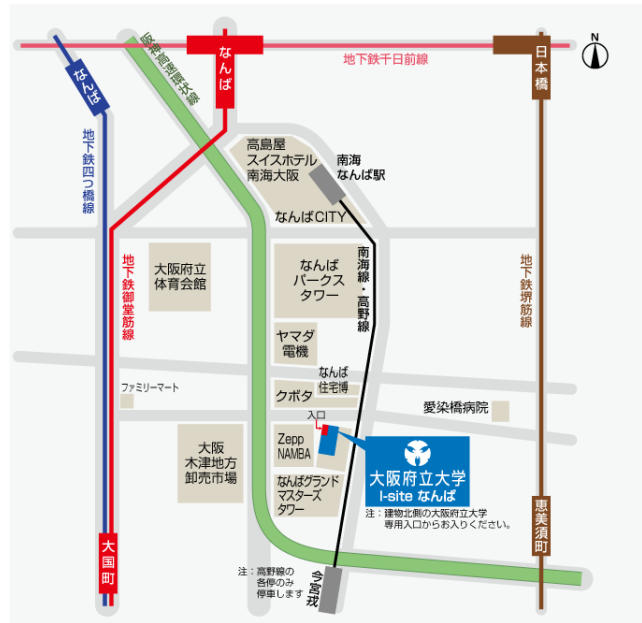 N
なんば
なんば
日本橋
地下鉄千日前線
阪神高速環状線
地下鉄四つ橋線
高島屋
スイスホテル
南海大阪
南海
なんば駅
なんばCITY
大阪府立
体育会館
地下鉄御堂筋線
なんば
パークス
タワー
南海線・高野線
地下鉄堺筋線
ヤマダ
電機
なんば
住宅博
ファミリーマート
クボタ
愛染橋病院
入口
大阪
木津地方
卸売市場
Zepp
NAMBA
大阪府立大学
I-site なんば
なんばグランド
マスターズ
タワー
注：建物北側の大阪府立大学
専用入口からお入りください。
恵美須町
大国町
注：高野線の
各停のみ
停車します
今宮戎